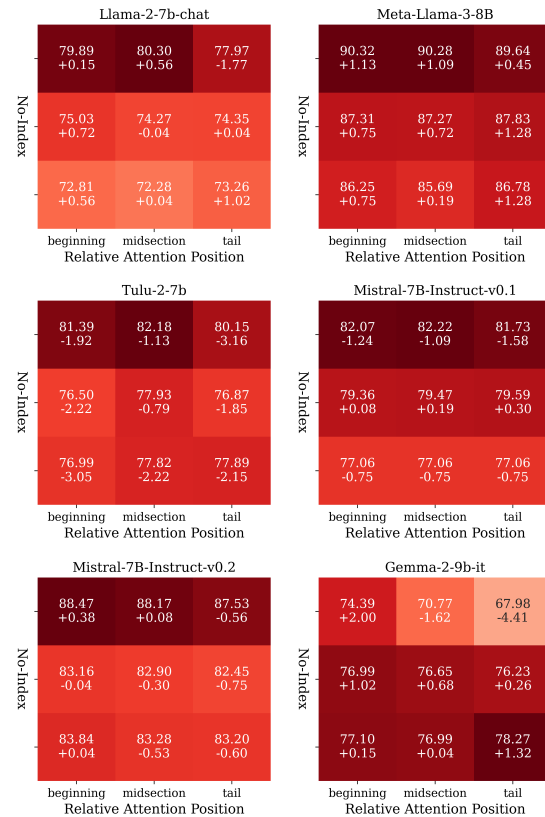 Llama-2-7b-chat
79.89 80.30 77.97
+0.15 +0.56 -1.77
75.03 74.27 74.35
+0.72 -0.04 +0.04
72.81 72.28 73.26
+0.56 +0.04 +1.02
No-Index
beginning midsection tail
Relative Attention Position
Meta-Llama-3-8B
90.32 90.28 89.64
+1.13 +1.09 +0.45
87.31 87.27 87.83
+0.75 +0.72 +1.28
86.25 85.69 86.78
+0.75 +0.19 +1.28
No-Index
beginning midsection tail
Relative Attention Position
Tulu-2-7b
81.39 82.18 80.15
-1.92 -1.13 -3.16
76.50 77.93 76.87
-2.22 -0.79 -1.85
76.99 77.82 77.89
-3.05 -2.22 -2.15
No-Index
beginning midsection tail
Relative Attention Position
Mistral-7B-Instruct-v0.1
82.07 82.22 81.73
-1.24 -1.09 -1.58
79.36 79.47 79.59
+0.08 +0.19 +0.30
77.06 77.06 77.06
-0.75 -0.75 -0.75
No-Index
beginning midsection tail
Relative Attention Position
Mistral-7B-Instruct-v0.2
88.47 88.17 87.53
+0.38 +0.08 -0.56
83.16 82.90 82.45
-0.04 -0.30 -0.75
83.84 83.28 83.20
+0.04 -0.53 -0.60
No-Index
beginning midsection tail
Relative Attention Position
Gemma-2-9b-it
74.39 70.77 67.98
+2.00 -1.62 -4.41
76.99 76.65 76.23
+1.02 +0.68 +0.26
77.10 76.99 78.27
+0.15 +0.04 +1.32
No-Index
beginning midsection tail
Relative Attention Position